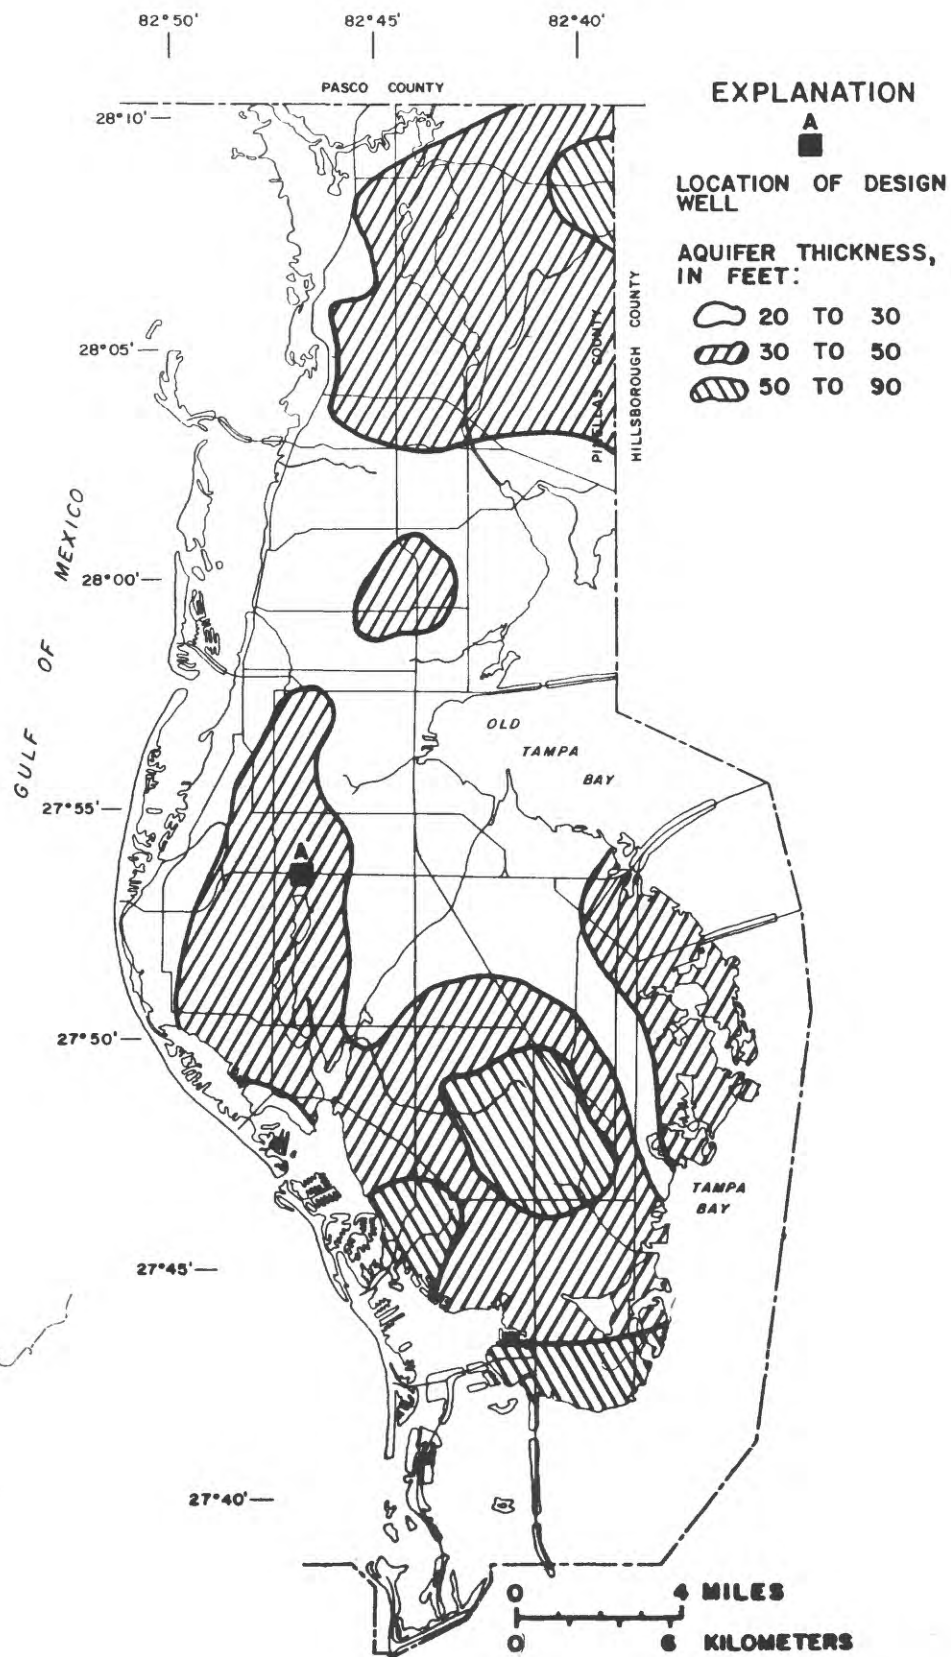 82°50' 82°45' 82°40'
PASCO COUNTY
28°10'
28°05'
28°00'
27°55'
27°50'
27°45'
27°40'
EXPLANATION
A
LOCATION OF DESIGN
WELL
AQUIFER THICKNESS,
IN FEET:
20 TO 30
30 TO 50
50 TO 90
PINELLAS COUNTY
HILLSBOROUGH COUNTY
GULF OF MEXICO
OLD
TAMPA
BAY
A
TAMPA
BAY
0 4 MILES
0 6 KILOMETERS